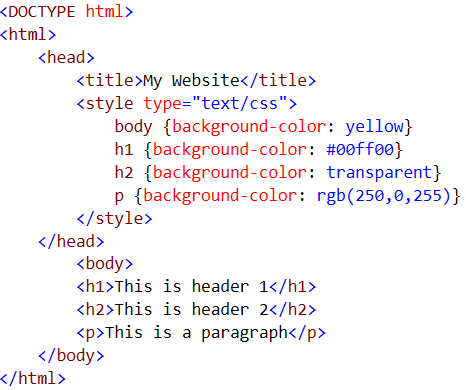 <DOCTYPE html>
<html>
<head>
<title>My Website</title>
<style type="text/css">
body {background-color: yellow}
h1 {background-color: #00ff00}
h2 {background-color: transparent}
p {background-color: rgb(250,0,255)}
</style>
</head>
<body>
<h1>This is header 1</h1>
<h2>This is header 2</h2>
<p>This is a paragraph</p>
</body>
</html>